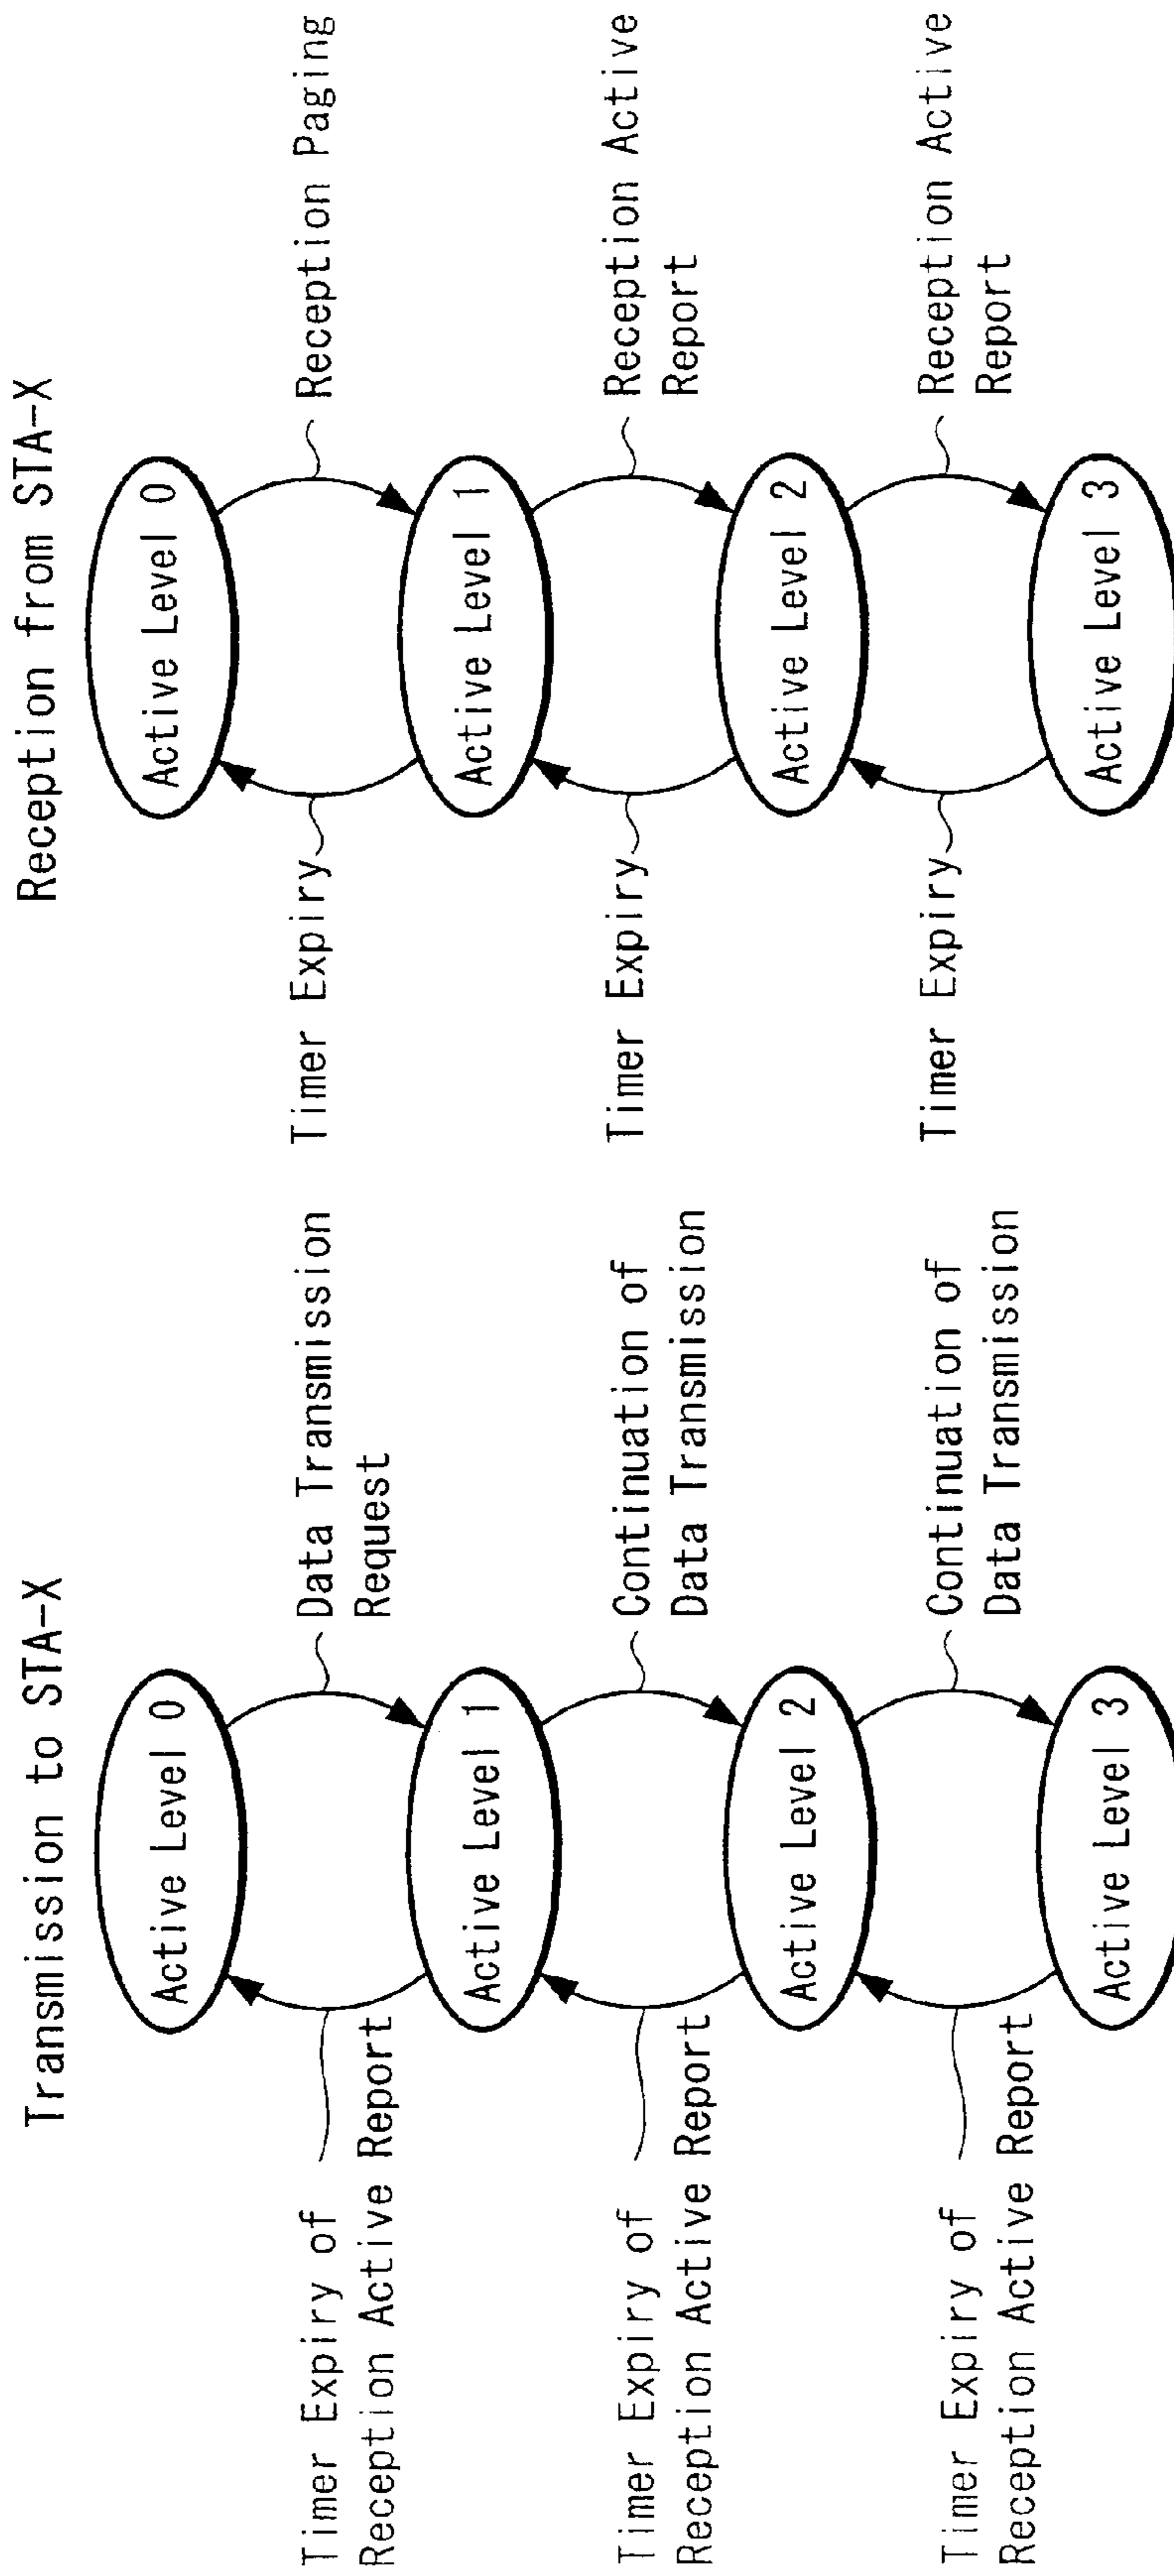 Transmission to STA-X
Active Level 0
Data Transmission
Request
Timer Expiry of
Reception Active Report
Active Level 1
Continuation of
Data Transmission
Timer Expiry of
Reception Active Report
Active Level 2
Continuation of
Data Transmission
Timer Expiry of
Reception Active Report
Active Level 3
Reception from STA-X
Active Level 0
Timer Expiry
Reception Paging
Active Level 1
Timer Expiry
Reception Active
Report
Active Level 2
Timer Expiry
Reception Active
Report
Active Level 3